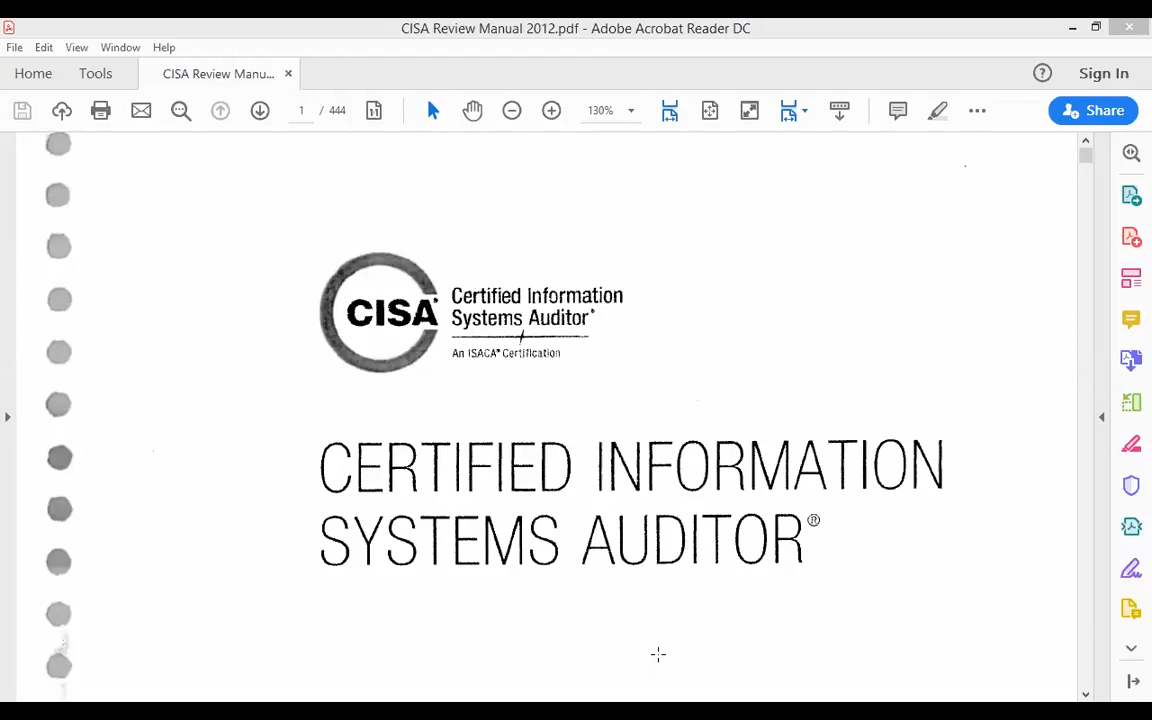 CISA Review Manual 2012.pdf - Adobe Acrobat Reader DC
File Edit View Window Help
Home Tools CISA Review Manu... ×
Sign In
1 / 444 130% Share
CISA® Certified Information
Systems Auditor®
An ISACA® Certification
CERTIFIED INFORMATION
SYSTEMS AUDITOR®